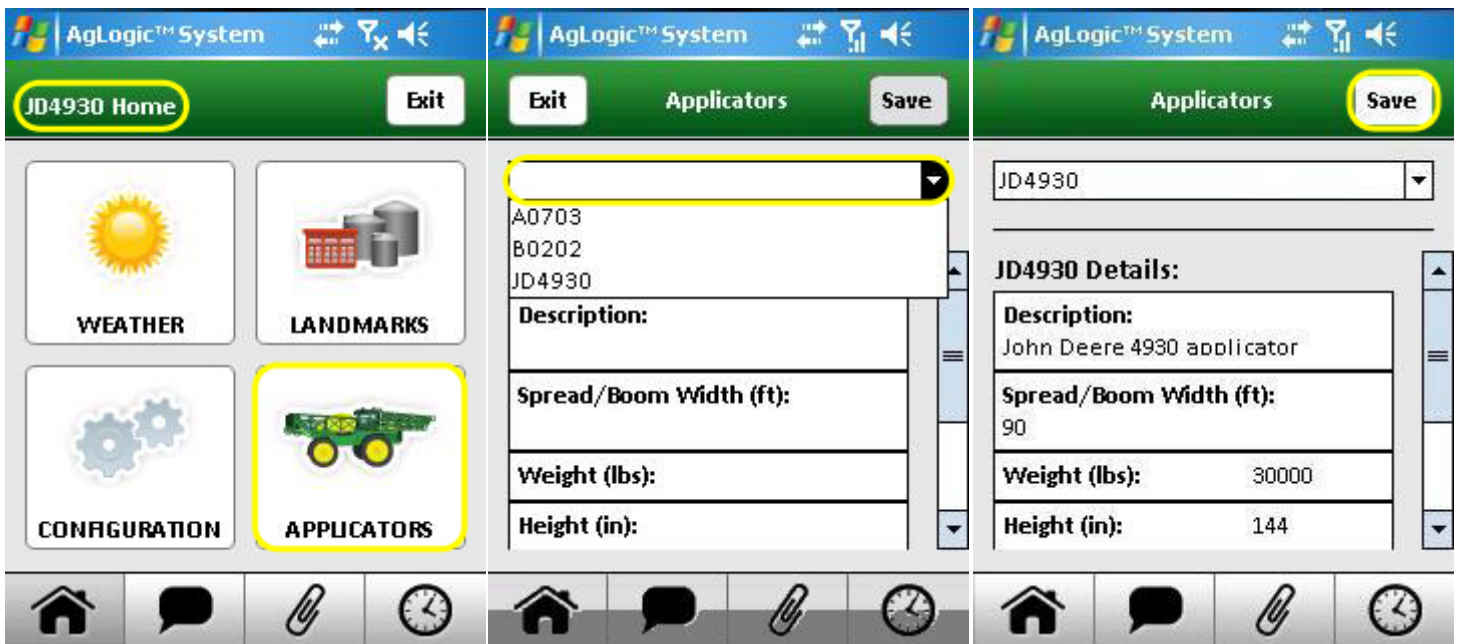 AgLogic™ System
JD4930 Home
Exit
WEATHER
LANDMARKS
CONFIGURATION
APPLICATORS
AgLogic™ System
Exit
Applicators
Save
A0703
B0202
JD4930
Description:
Spread/Boom Width (ft):
Weight (lbs):
Height (in):
AgLogic™ System
Applicators
Save
JD4930
JD4930 Details:
Description:
John Deere 4930 applicator
Spread/Boom Width (ft):
90
Weight (lbs): 30000
Height (in): 144